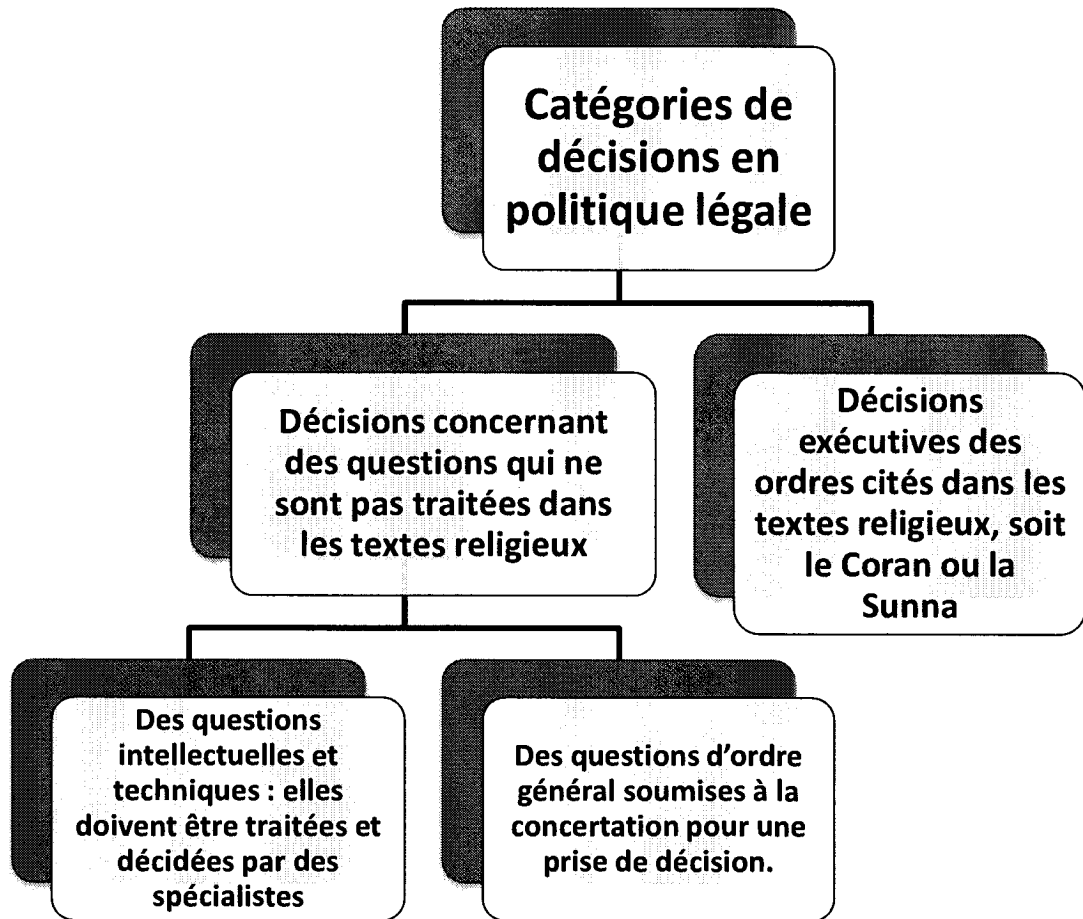 Catégories de
décisions en
politique légale
Décisions concernant
des questions qui ne
sont pas traitées dans
les textes religieux
Décisions
exécutives des
ordres cités dans les
textes religieux, soit
le Coran ou la
Sunna
Des questions
intellectuelles et
techniques : elles
doivent être traitées et
décidées par des
spécialistes
Des questions d’ordre
général soumises à la
concertation pour une
prise de décision.